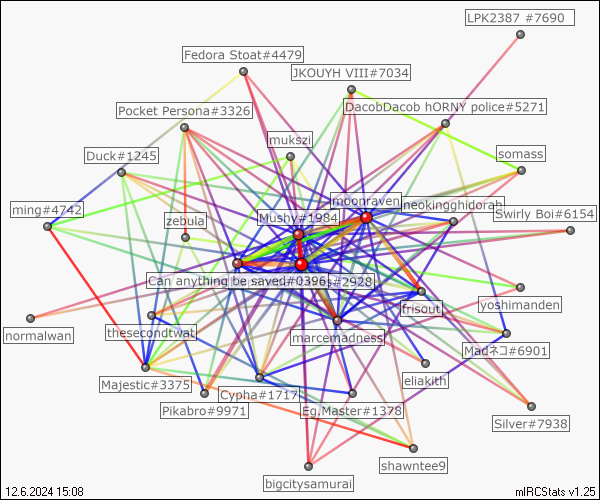 LPK2387 #7690
Fedora Stoat#4479
JKOUYH VIII#7034
DacobDacob hORNY police#5271
Pocket Persona#3326
mukszi
Duck#1245
somass
ming#4742
zebula
Mushy#1984
moonraven
neokingghidorah
Swirly Boi#6154
Can anything be saved#0396
#2928
frisout
yoshimanden
normalwan
thesecondtwat
marcemadness
Madネコ#6901
Majestic#3375
eliakith
Pikabro#9971
Cypha#1717
Eg.Master#1378
Silver#7938
shawntee9
bigcitysamurai
12.6.2024 15:08
mIRCStats v1.25